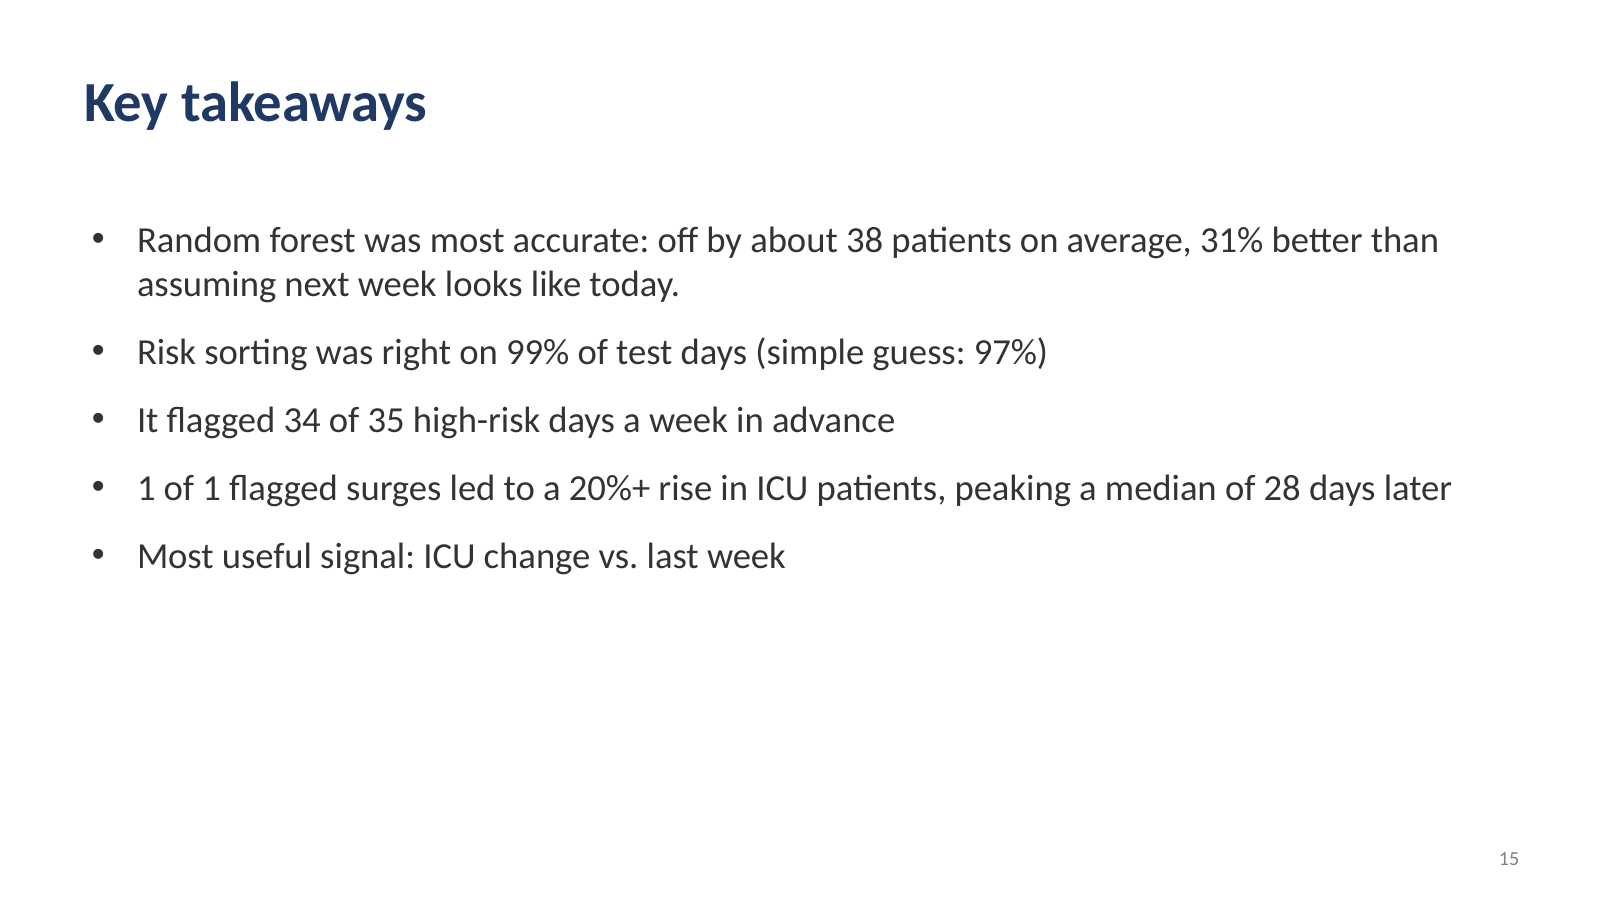 Key takeaways
• Random forest was most accurate: off by about 38 patients on average, 31% better than
assuming next week looks like today.
• Risk sorting was right on 99% of test days (simple guess: 97%)
• It flagged 34 of 35 high-risk days a week in advance
• 1 of 1 flagged surges led to a 20%+ rise in ICU patients, peaking a median of 28 days later
• Most useful signal: ICU change vs. last week
15